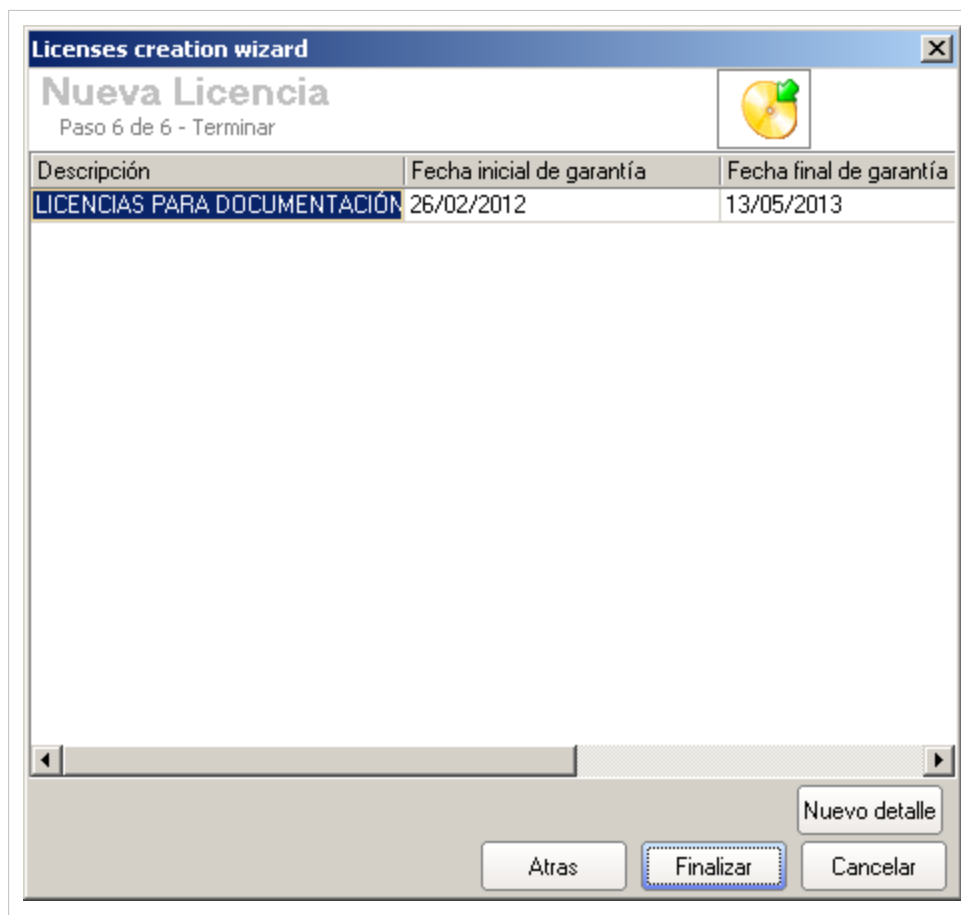 Licenses creation wizard
Nueva Licencia
Paso 6 de 6 - Terminar
Descripción Fecha inicial de garantía Fecha final de garantía
LICENCIAS PARA DOCUMENTACIÓN 26/02/2012 13/05/2013
Nuevo detalle
Atras Finalizar Cancelar